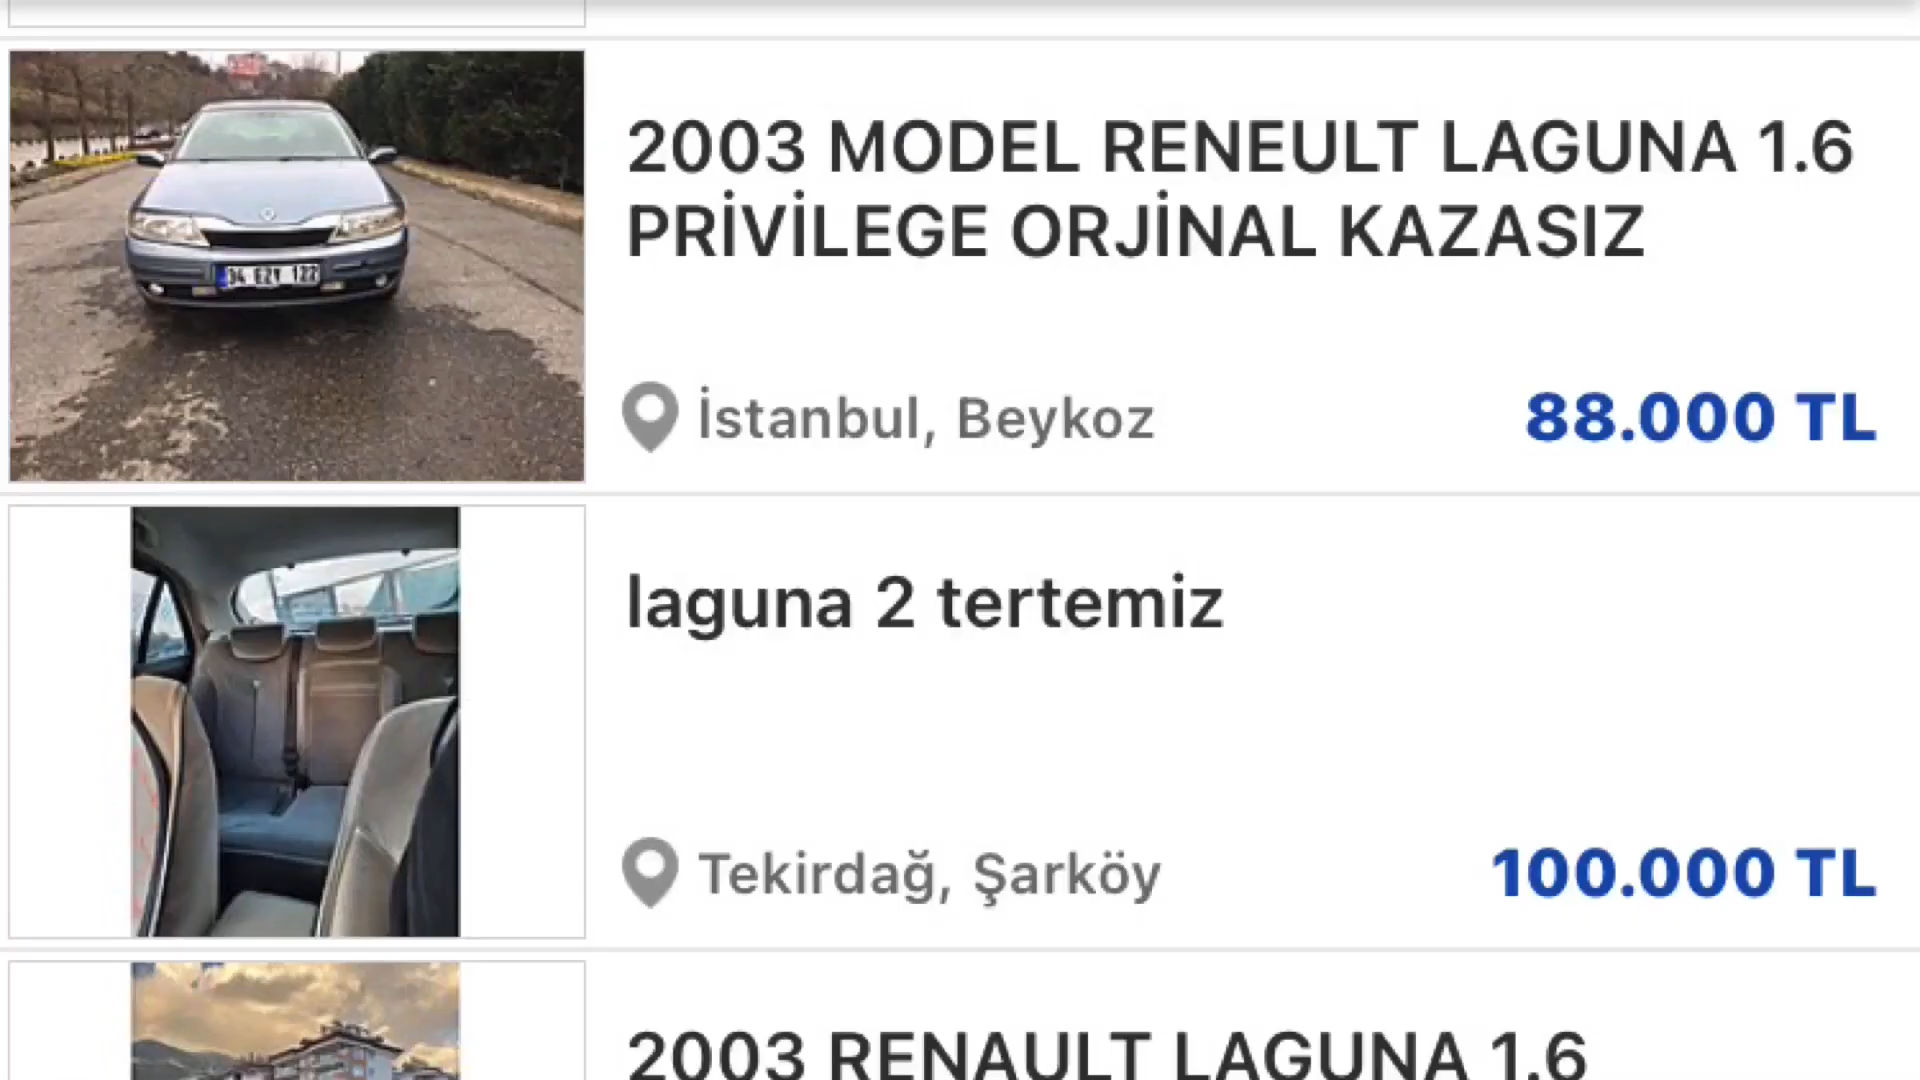 2003 MODEL RENEULT LAGUNA 1.6
PRİVİLEGE ORJİNAL KAZASIZ
İstanbul, Beykoz
88.000 TL
laguna 2 tertemiz
Tekirdağ, Şarköy
100.000 TL
2003 RENAULT LAGUNA 1.6